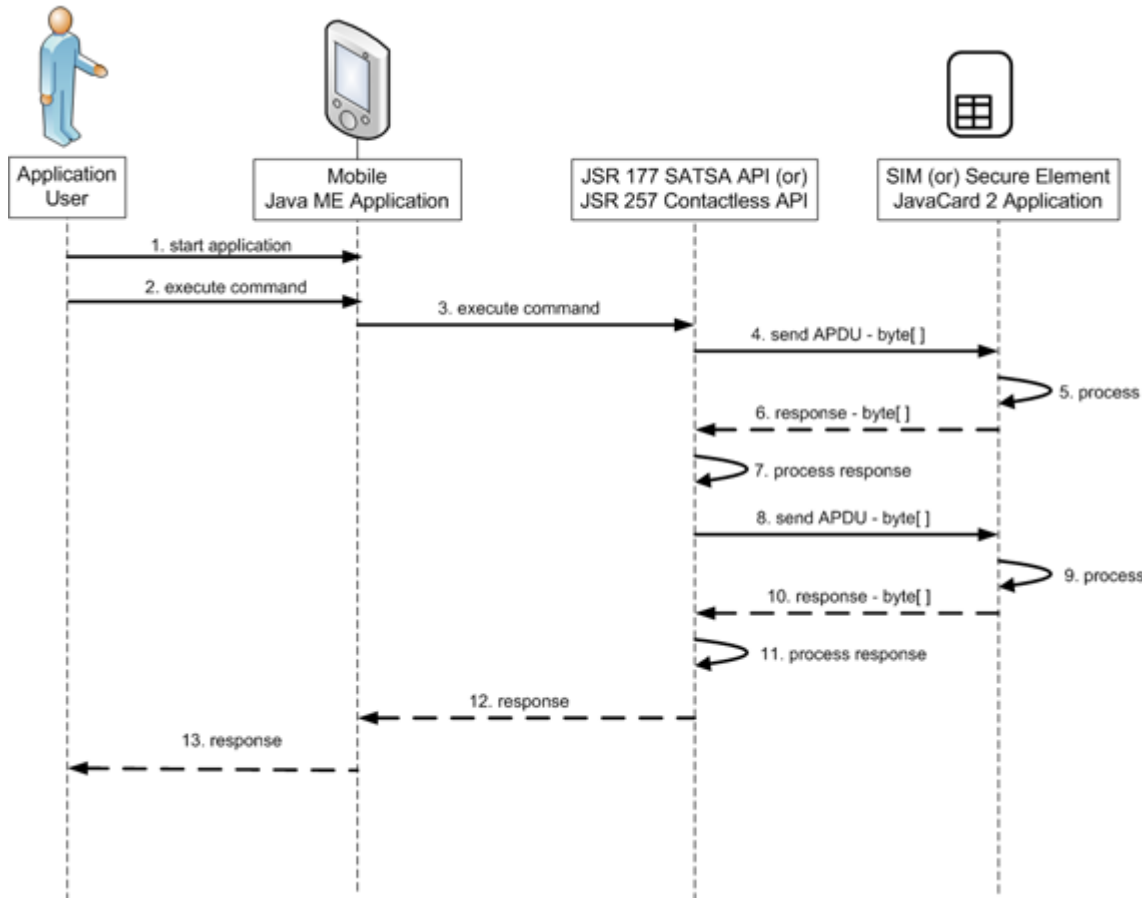 Application
User
Mobile
Java ME Application
JSR 177 SATSA API (or)
JSR 257 Contactless API
SIM (or) Secure Element
JavaCard 2 Application
1. start application
2. execute command
3. execute command
4. send APDU - byte[ ]
5. process
6. response - byte[ ]
7. process response
8. send APDU - byte[ ]
9. process
10. response - byte[ ]
11. process response
12. response
13. response